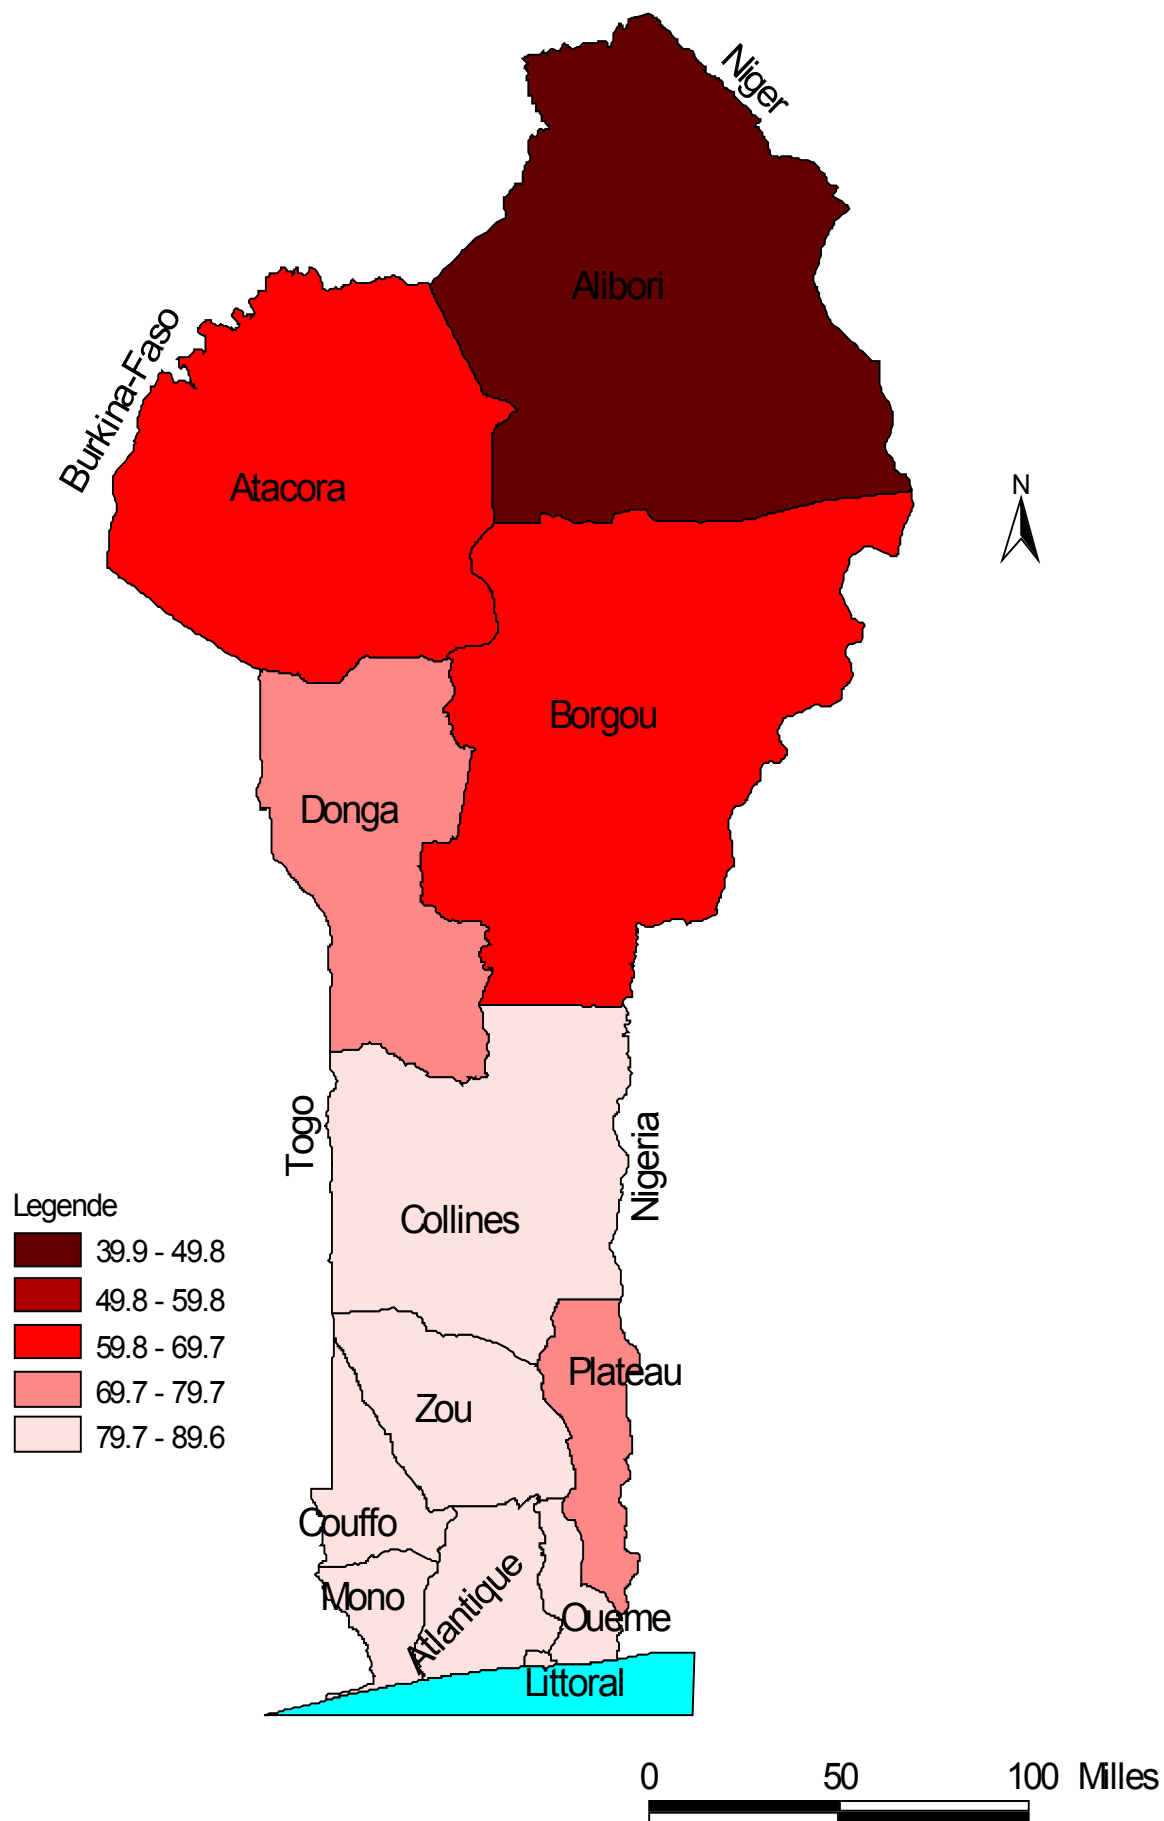 Niger
Alibori
Burkina-Faso
Atacora
N
Borgou
Donga
Togo
Nigeria
Legende
39.9 - 49.8
49.8 - 59.8
59.8 - 69.7
69.7 - 79.7
79.7 - 89.6
Collines
Plateau
Zou
Couffo
Mono
Atlantique
Oueme
Littoral
0 50 100 Milles